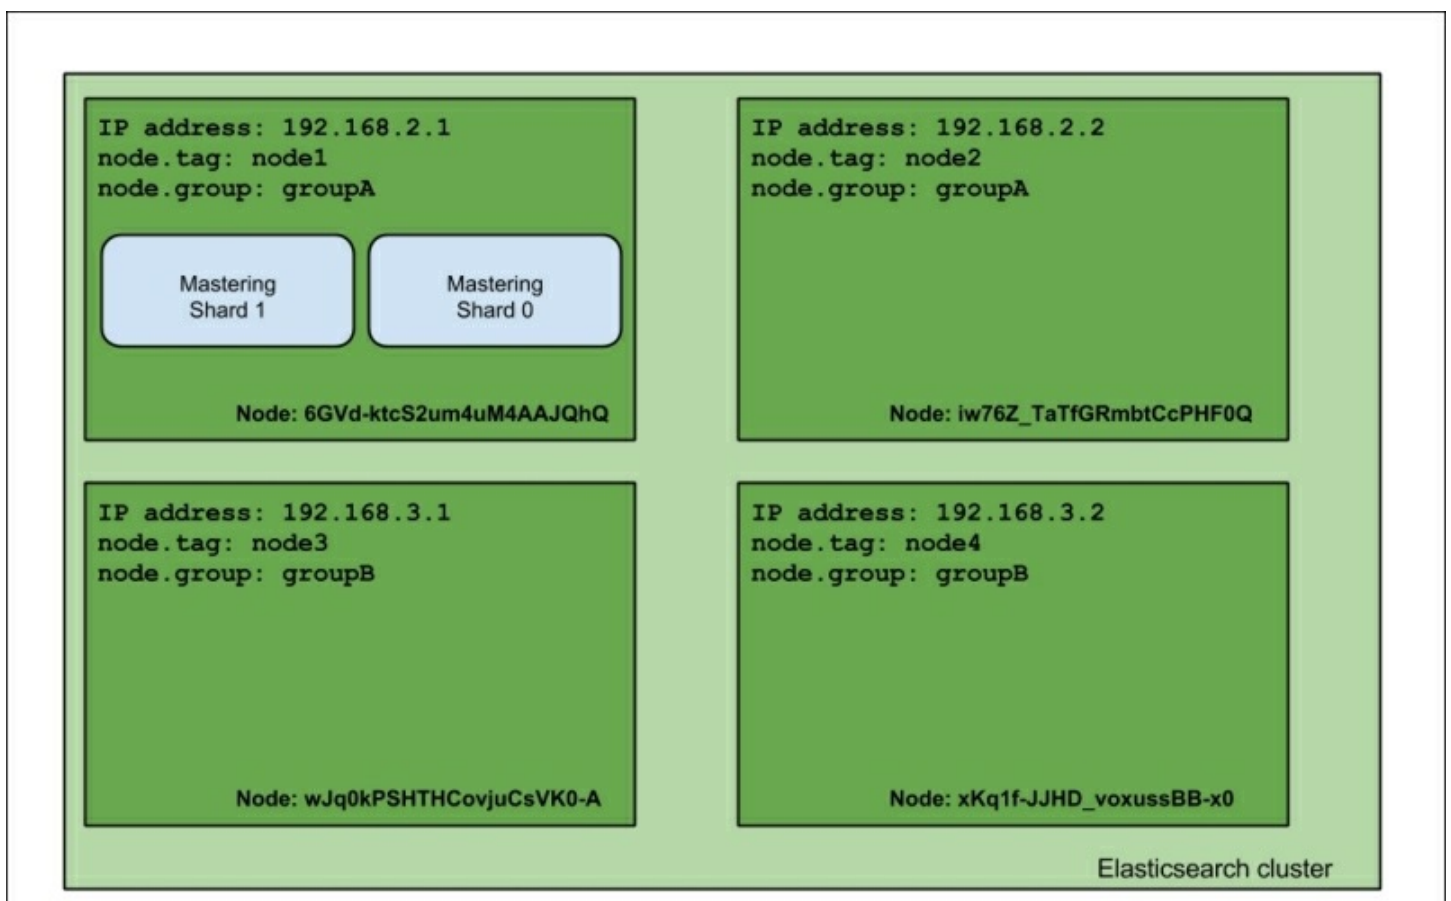 IP address: 192.168.2.1
node.tag: node1
node.group: groupA
Mastering
Shard 1
Mastering
Shard 0
Node: 6GVd-ktcS2um4uM4AAJQhQ
IP address: 192.168.2.2
node.tag: node2
node.group: groupA
Node: iw76Z_TaTfGRmbtCcPHF0Q
IP address: 192.168.3.1
node.tag: node3
node.group: groupB
Node: wJq0kPSHTHCovjuCsVK0-A
IP address: 192.168.3.2
node.tag: node4
node.group: groupB
Node: xKq1f-JJHD_voxussBB-x0
Elasticsearch cluster